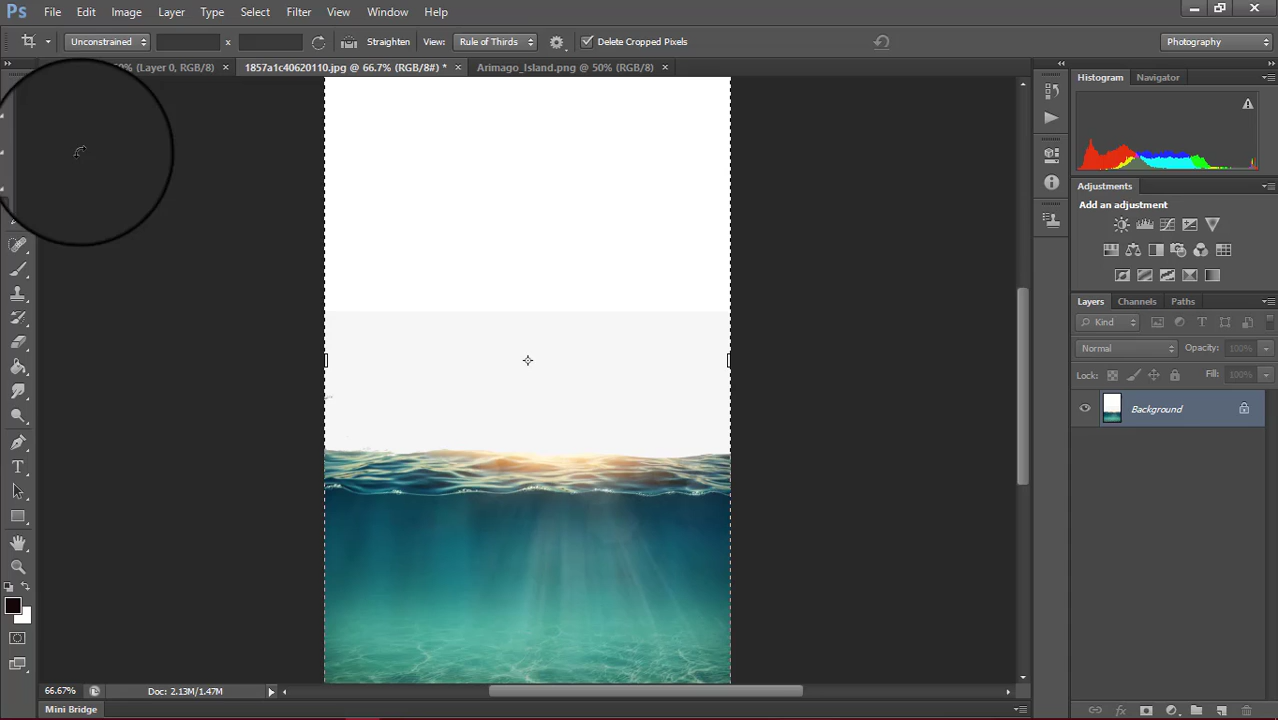 Ps File Edit Image Layer Type Select Filter View Window Help
Unconstrained x Straighten View: Rule of Thirds Delete Cropped Pixels Photography
(Layer 0, RGB/8) × 1857a1c40620110.jpg @ 66.7% (RGB/8#) * × Arimago_Island.png @ 50% (RGB/8) ×
Histogram Navigator
Adjustments
Add an adjustment
Layers Channels Paths
Kind
Normal Opacity: 100%
Lock: Fill: 100%
Background
66.67% Doc: 2.13M/1.47M
Mini Bridge